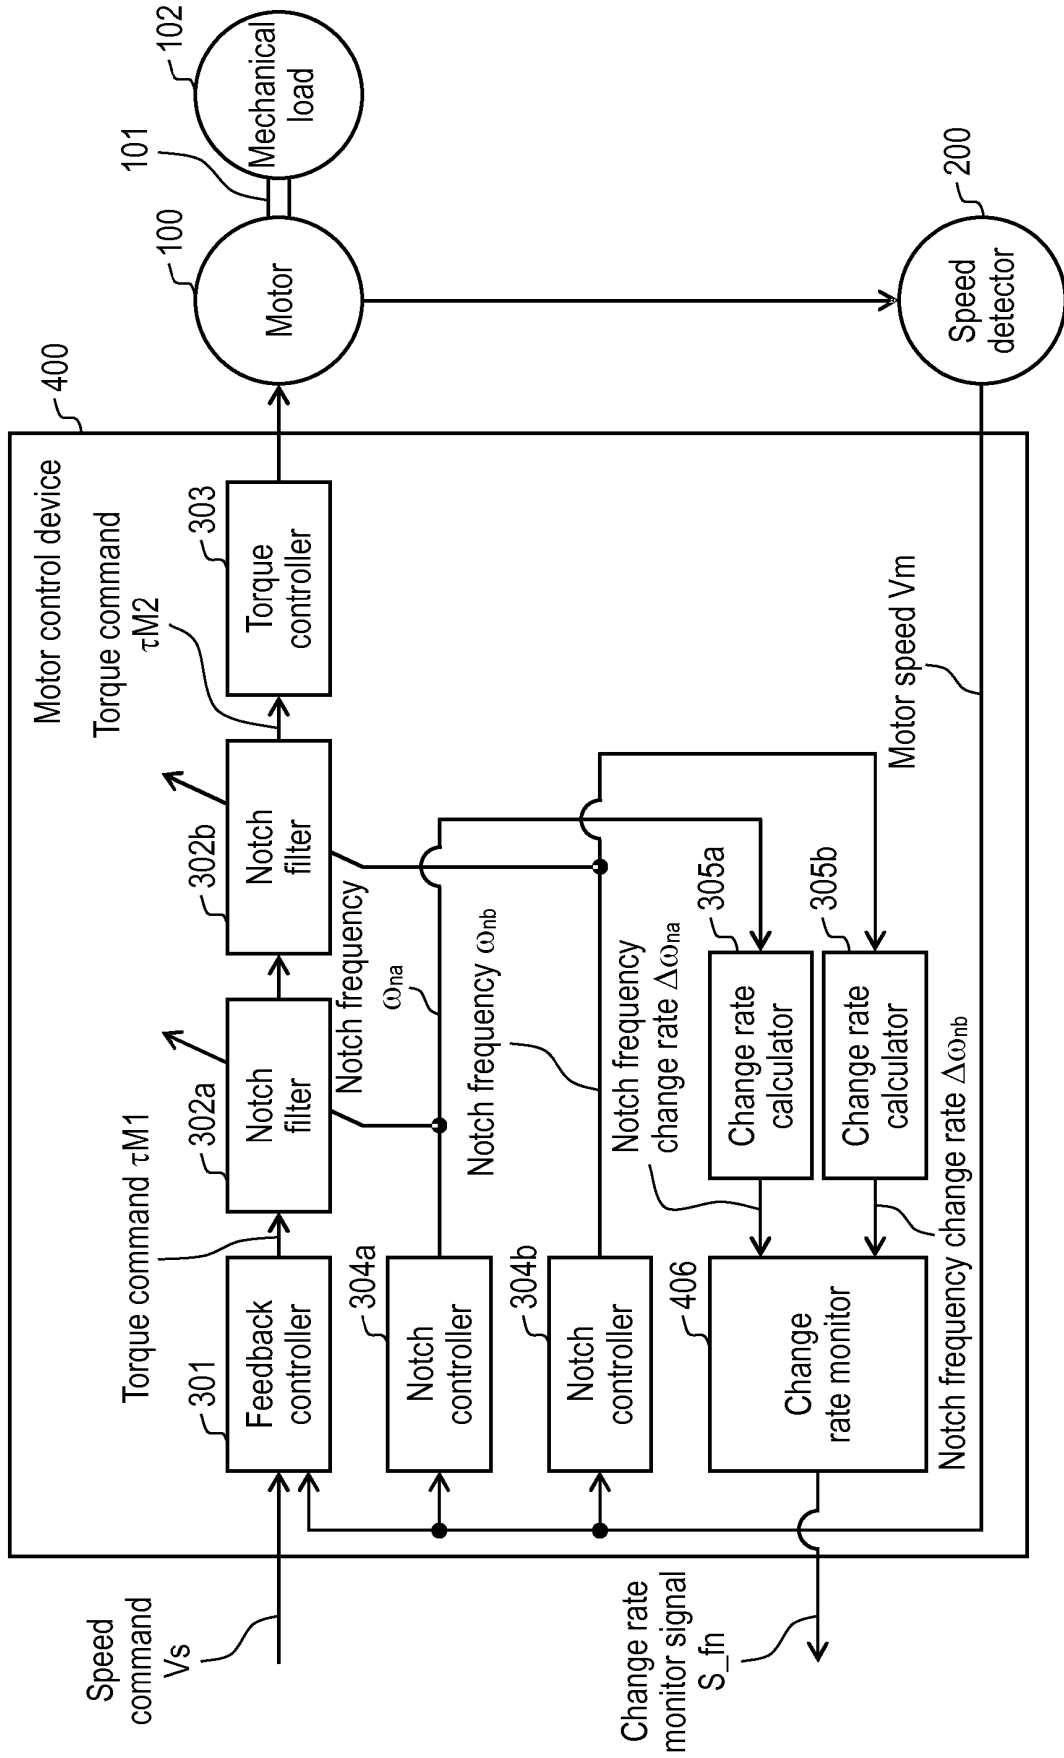 Motor control device
400
Speed
command
Vs
301
Feedback
controller
Torque command τM1
302a
Notch
filter
302b
Notch
filter
Torque command
τM2
303
Torque
controller
100
Motor
101
102
Mechanical
load
Notch frequency
ωna
304a
Notch
controller
Notch frequency ωnb
304b
Notch
controller
Notch frequency
change rate Δωna
305a
Change rate
calculator
305b
Change rate
calculator
406
Change
rate monitor
Notch frequency change rate Δωnb
Motor speed Vm
200
Speed
detector
Change rate
monitor signal
S_fn